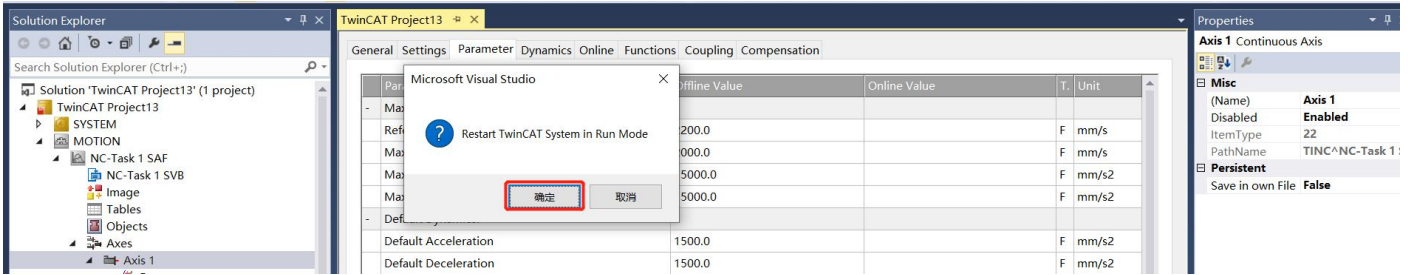 Solution Explorer
Search Solution Explorer (Ctrl+;)
Solution 'TwinCAT Project13' (1 project)
TwinCAT Project13
SYSTEM
MOTION
NC-Task 1 SAF
NC-Task 1 SVB
Image
Tables
Objects
Axes
Axis 1
TwinCAT Project13
General Settings Parameter Dynamics Online Functions Coupling Compensation
Offline Value Online Value T. Unit
200.0 F mm/s
000.0 F mm/s
5000.0 F mm/s2
5000.0 F mm/s2
Default Acceleration 1500.0 F mm/s2
Default Deceleration 1500.0 F mm/s2
Microsoft Visual Studio
Restart TwinCAT System in Run Mode
确定 取消
Properties
Axis 1 Continuous Axis
Misc
(Name) Axis 1
Disabled Enabled
ItemType 22
PathName TINC^NC-Task 1
Persistent
Save in own File False